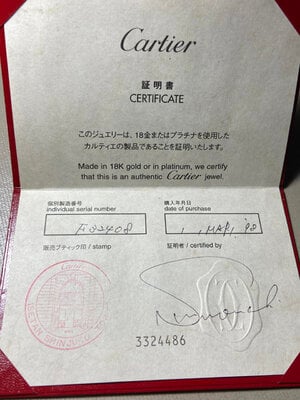 Cartier
証明書
CERTIFICATE
このジュエリーは、18金またはプラチナを使用した
カルティエの製品であることを証明いたします。
Made in 18K gold or in platinum, we certify
that this is an authentic Cartier jewel.
個別製造番号
individual serial number
購入年月日
date of purchase
販売ブティック印 / stamp
証明者 / certified by
Cartier
ISETAN SHINJUKU
3324486